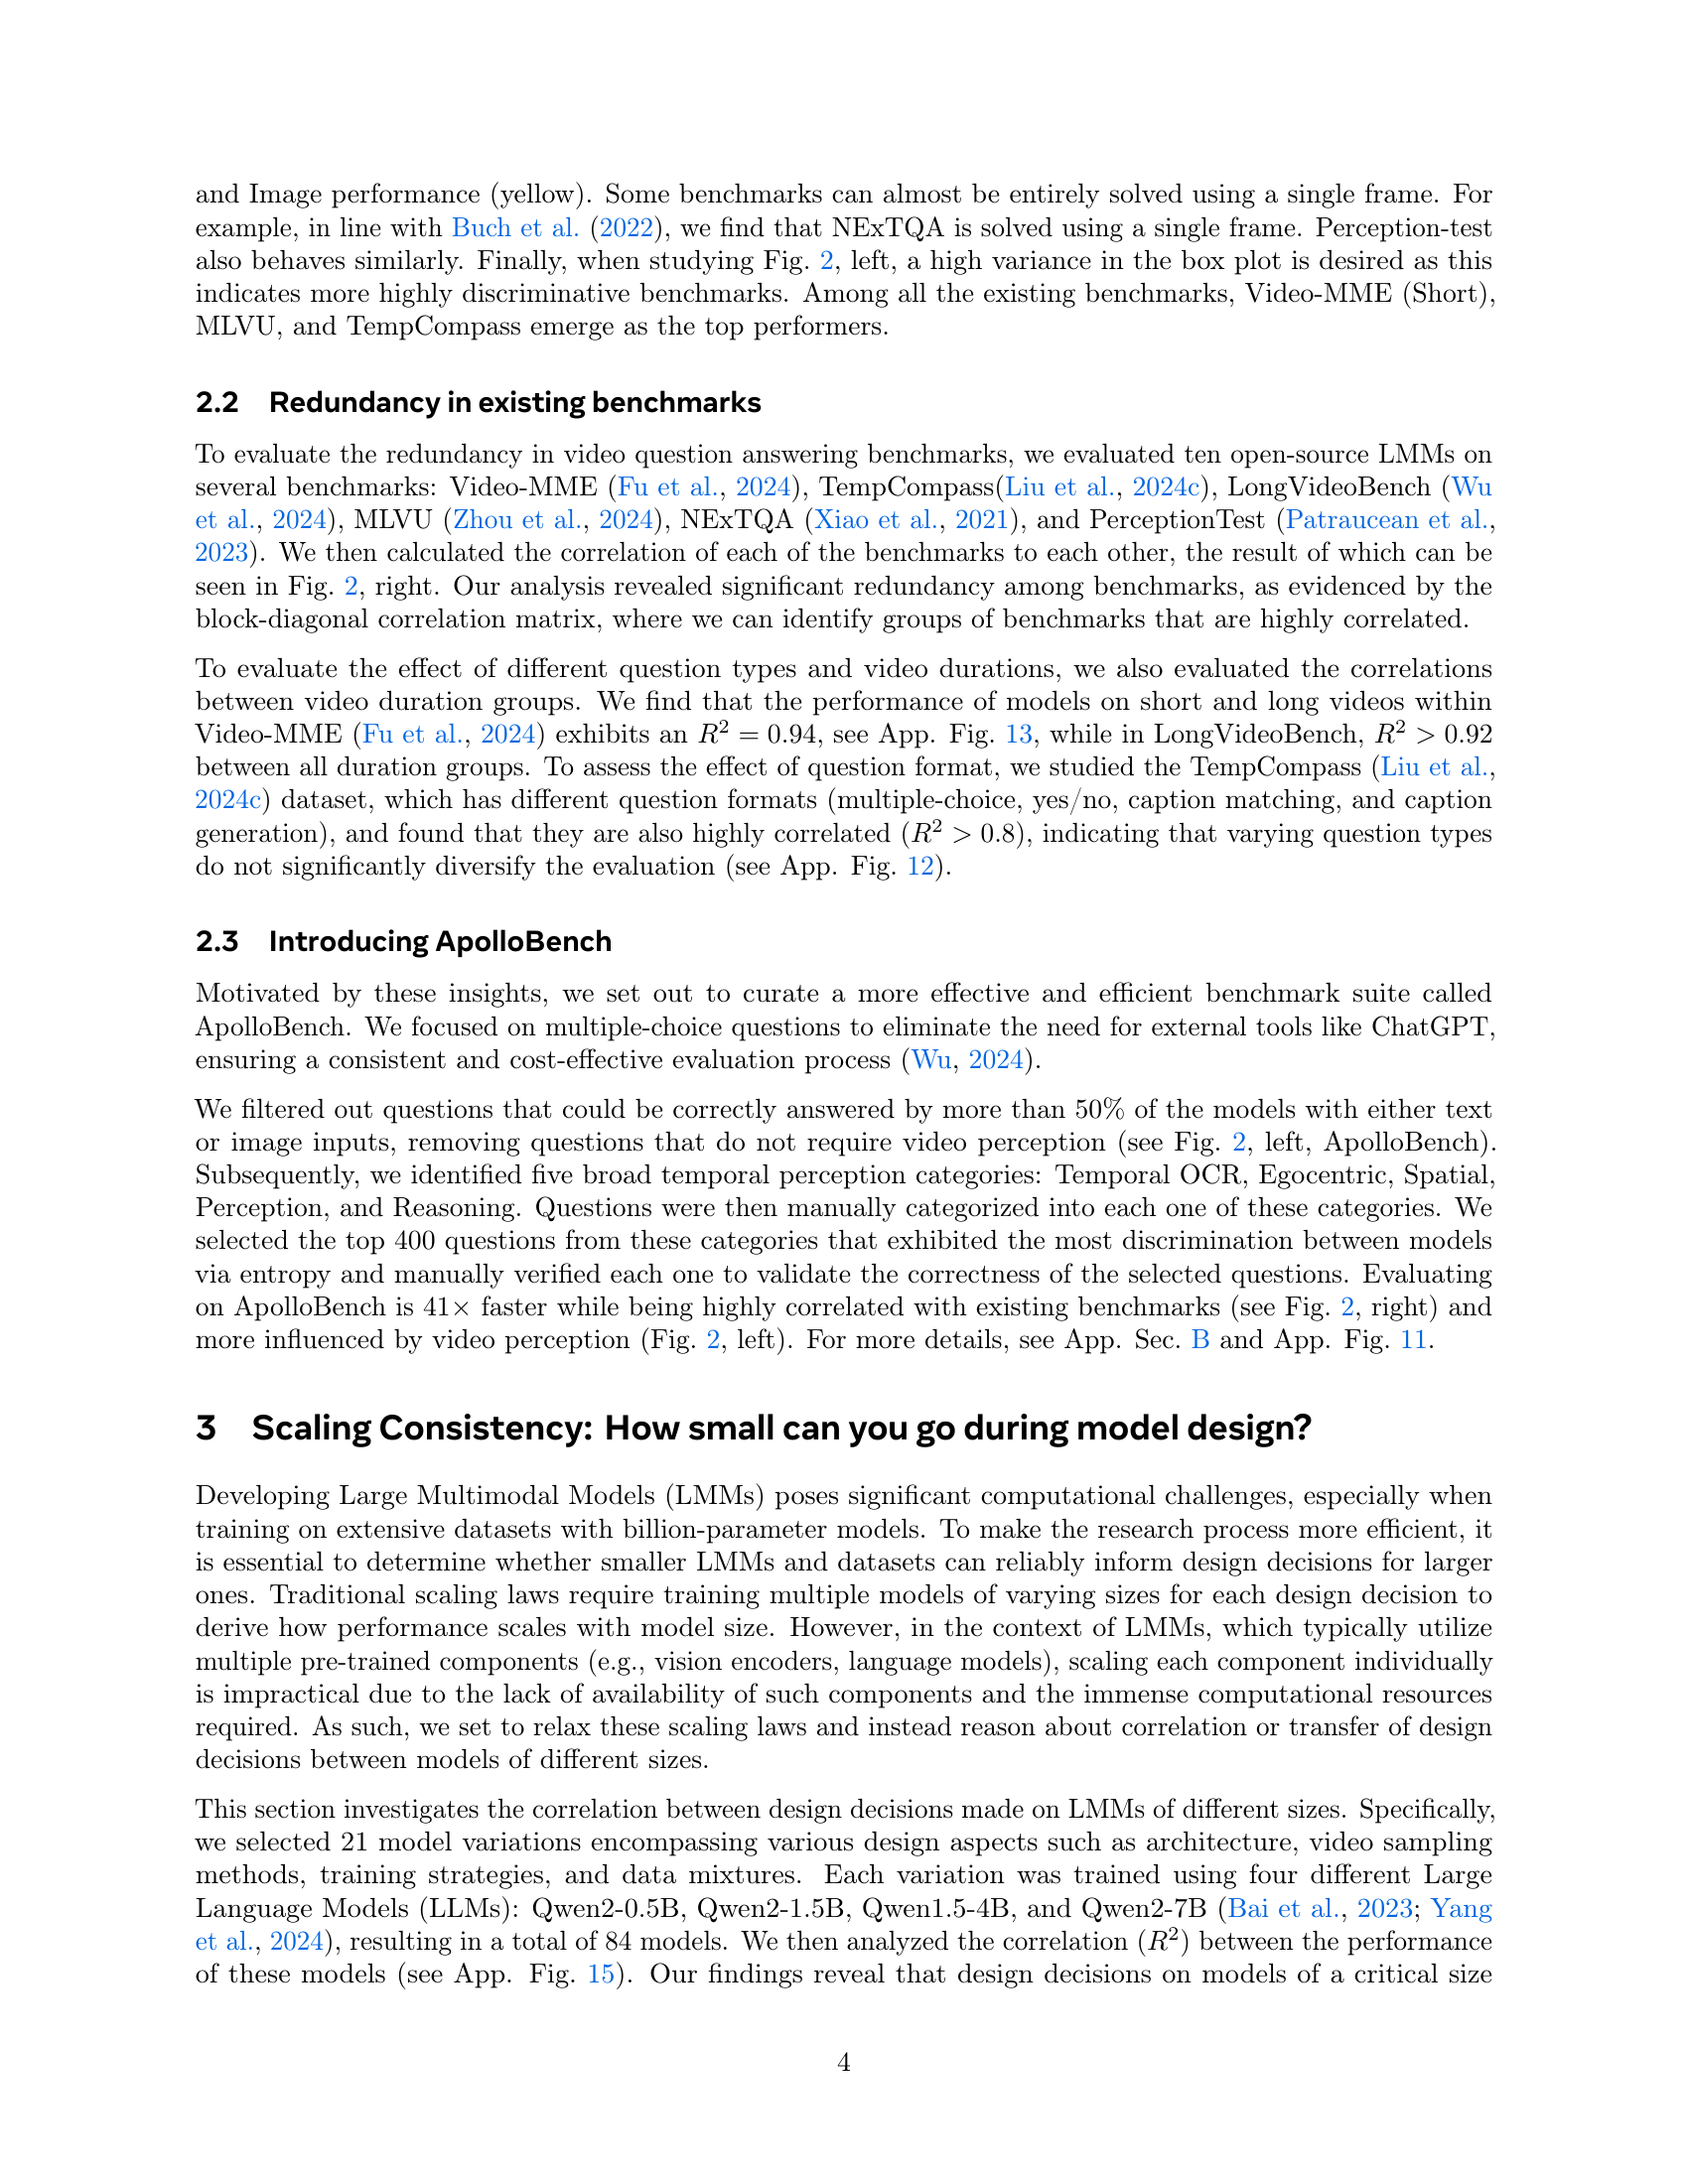 and Image performance (yellow). Some benchmarks can almost be entirely solved using a single frame. For
example, in line with Buch et al. (2022), we find that NExTQA is solved using a single frame. Perception-test
also behaves similarly. Finally, when studying Fig. 2, left, a high variance in the box plot is desired as this
indicates more highly discriminative benchmarks. Among all the existing benchmarks, Video-MME (Short),
MLVU, and TempCompass emerge as the top performers.
2.2 Redundancy in existing benchmarks
To evaluate the redundancy in video question answering benchmarks, we evaluated ten open-source LMMs on
several benchmarks: Video-MME (Fu et al., 2024), TempCompass(Liu et al., 2024c), LongVideoBench (Wu
et al., 2024), MLVU (Zhou et al., 2024), NExTQA (Xiao et al., 2021), and PerceptionTest (Patraucean et al.,
2023). We then calculated the correlation of each of the benchmarks to each other, the result of which can be
seen in Fig. 2, right. Our analysis revealed significant redundancy among benchmarks, as evidenced by the
block-diagonal correlation matrix, where we can identify groups of benchmarks that are highly correlated.
To evaluate the effect of different question types and video durations, we also evaluated the correlations
between video duration groups. We find that the performance of models on short and long videos within
Video-MME (Fu et al., 2024) exhibits an R² = 0.94, see App. Fig. 13, while in LongVideoBench, R² > 0.92
between all duration groups. To assess the effect of question format, we studied the TempCompass (Liu et al.,
2024c) dataset, which has different question formats (multiple-choice, yes/no, caption matching, and caption
generation), and found that they are also highly correlated (R² > 0.8), indicating that varying question types
do not significantly diversify the evaluation (see App. Fig. 12).
2.3 Introducing ApolloBench
Motivated by these insights, we set out to curate a more effective and efficient benchmark suite called
ApolloBench. We focused on multiple-choice questions to eliminate the need for external tools like ChatGPT,
ensuring a consistent and cost-effective evaluation process (Wu, 2024).
We filtered out questions that could be correctly answered by more than 50% of the models with either text
or image inputs, removing questions that do not require video perception (see Fig. 2, left, ApolloBench).
Subsequently, we identified five broad temporal perception categories: Temporal OCR, Egocentric, Spatial,
Perception, and Reasoning. Questions were then manually categorized into each one of these categories. We
selected the top 400 questions from these categories that exhibited the most discrimination between models
via entropy and manually verified each one to validate the correctness of the selected questions. Evaluating
on ApolloBench is 41× faster while being highly correlated with existing benchmarks (see Fig. 2, right) and
more influenced by video perception (Fig. 2, left). For more details, see App. Sec. B and App. Fig. 11.
3 Scaling Consistency: How small can you go during model design?
Developing Large Multimodal Models (LMMs) poses significant computational challenges, especially when
training on extensive datasets with billion-parameter models. To make the research process more efficient, it
is essential to determine whether smaller LMMs and datasets can reliably inform design decisions for larger
ones. Traditional scaling laws require training multiple models of varying sizes for each design decision to
derive how performance scales with model size. However, in the context of LMMs, which typically utilize
multiple pre-trained components (e.g., vision encoders, language models), scaling each component individually
is impractical due to the lack of availability of such components and the immense computational resources
required. As such, we set to relax these scaling laws and instead reason about correlation or transfer of design
decisions between models of different sizes.
This section investigates the correlation between design decisions made on LMMs of different sizes. Specifically,
we selected 21 model variations encompassing various design aspects such as architecture, video sampling
methods, training strategies, and data mixtures. Each variation was trained using four different Large
Language Models (LLMs): Qwen2-0.5B, Qwen2-1.5B, Qwen1.5-4B, and Qwen2-7B (Bai et al., 2023; Yang
et al., 2024), resulting in a total of 84 models. We then analyzed the correlation (R²) between the performance
of these models (see App. Fig. 15). Our findings reveal that design decisions on models of a critical size
4